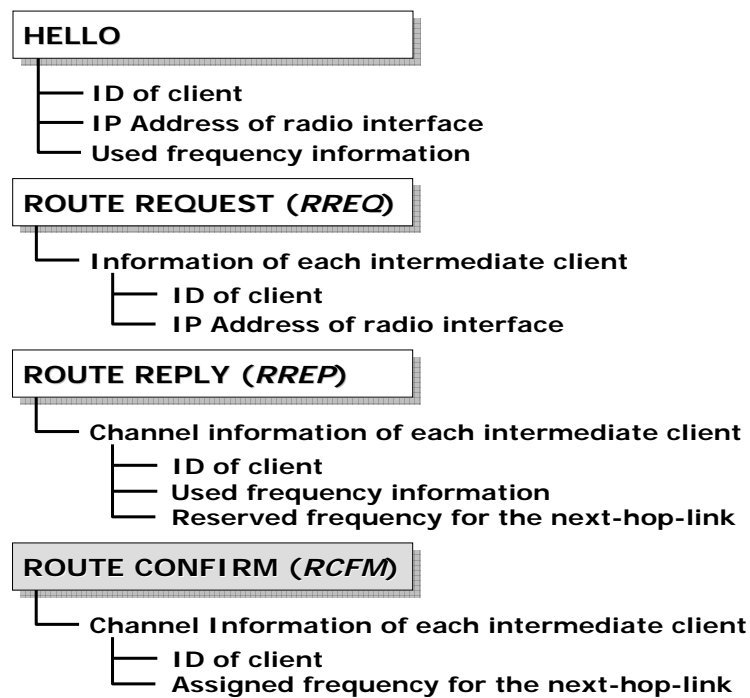 HELLO
ID of client
IP Address of radio interface
Used frequency information
ROUTE REQUEST (RREQ)
Information of each intermediate client
ID of client
IP Address of radio interface
ROUTE REPLY (RREP)
Channel information of each intermediate client
ID of client
Used frequency information
Reserved frequency for the next-hop-link
ROUTE CONFIRM (RCFM)
Channel Information of each intermediate client
ID of client
Assigned frequency for the next-hop-link